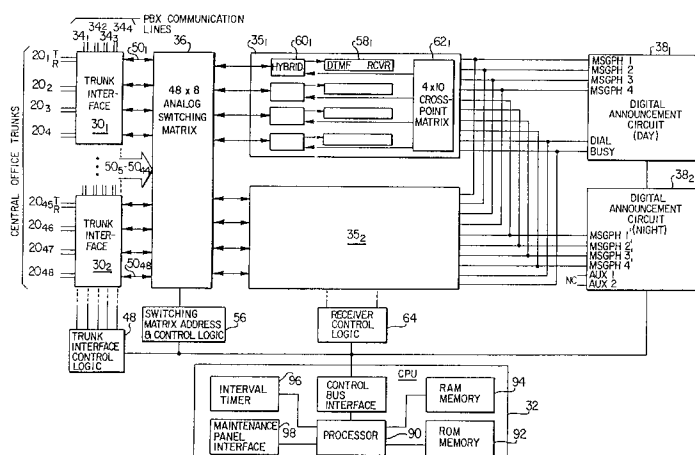 PBX COMMUNICATION
LINES
34₁ 34₂ 34₃ 34₄
CENTRAL OFFICE TRUNKS
20₁ T
R
20₂
20₃
20₄
TRUNK
INTER-
FACE
30₁
50₁
50₅-50₄₄
20₄₅ T
R
20₄₆
20₄₇
20₄₈
TRUNK
INTER-
FACE
30₂
50₄₈
36
48 x 8
ANALOG
SWITCHING
MATRIX
35₁
60₁
HYBRID
58₁
DTMF RCVR
62₁
4x10
CROSS-
POINT
MATRIX
35₂
38₁
MSGPH 1
MSGPH 2
MSGPH 3
MSGPH 4
DIGITAL
ANNOUNCEMENT
CIRCUIT
(DAY)
DIAL
BUSY
38₂
DIGITAL
ANNOUNCEMENT
CIRCUIT
(NIGHT)
MSGPH 1'
MSGPH 2'
MSGPH 3'
MSGPH 4'
AUX 1
NC AUX 2
48
TRUNK
INTERFACE
CONTROL
LOGIC
56
SWITCHING
MATRIX ADDRESS
& CONTROL LOGIC
64
RECEIVER
CONTROL
LOGIC
CPU
32
96
INTERVAL
TIMER
CONTROL
BUS
INTERFACE
94
RAM
MEMORY
98
MAINTENANCE
PANEL
INTERFACE
90
PROCESSOR
92
ROM
MEMORY